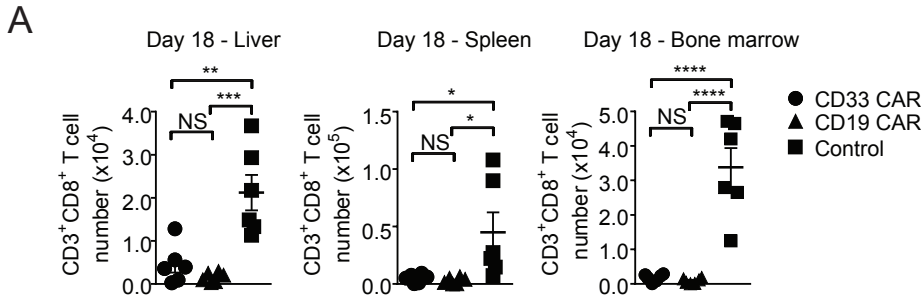 A
Day 18 - Liver
**
***
NS
CD3+CD8+ T cell
number (x10⁴)
4.0
3.0
2.0
1.0
0.0
Day 18 - Spleen
*
*
NS
CD3+CD8+ T cell
number (x10⁵)
1.5
1.0
0.5
0.0
Day 18 - Bone marrow
****
****
NS
CD3+CD8+ T cell
number (x10⁴)
5.0
4.0
3.0
2.0
1.0
0.0
CD33 CAR
CD19 CAR
Control